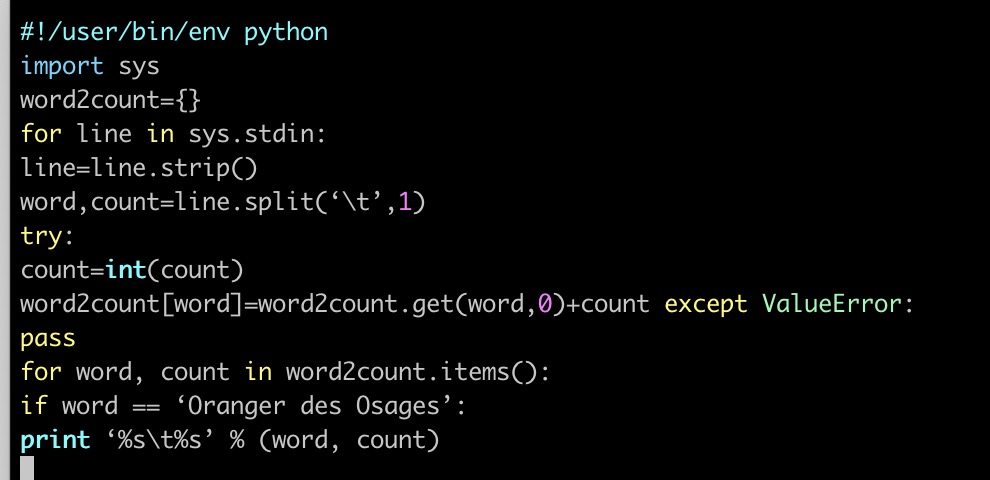 #!/user/bin/env python
import sys
word2count={}
for line in sys.stdin:
line=line.strip()
word,count=line.split(‘\t’,1)
try:
count=int(count)
word2count[word]=word2count.get(word,0)+count except ValueError:
pass
for word, count in word2count.items():
if word == ‘Oranger des Osages’:
print ‘%s\t%s’ % (word, count)